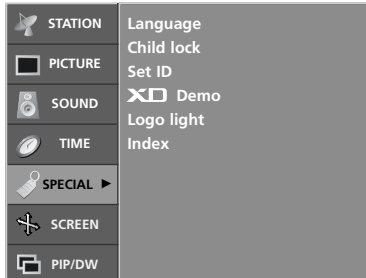 STATION
PICTURE
SOUND
TIME
SPECIAL ►
SCREEN
PIP/DW
Language
Child lock
Set ID
XD Demo
Logo light
Index